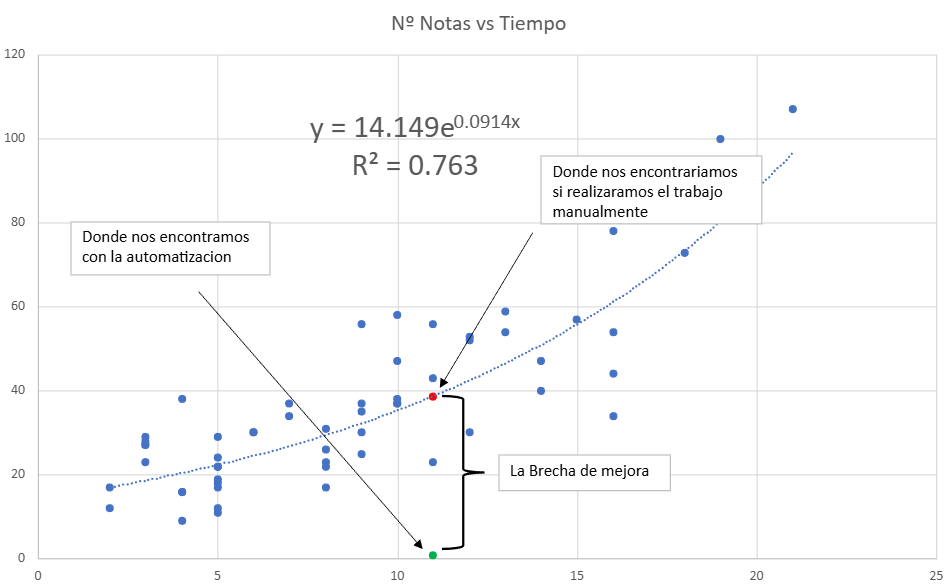 Nº Notas vs Tiempo
120
100
80
60
40
20
0
y = 14.149e^0.0914x
R² = 0.763
Donde nos encontrariamos
si realizaramos el trabajo
manualmente
Donde nos encontramos
con la automatizacion
La Brecha de mejora
0 5 10 15 20 25